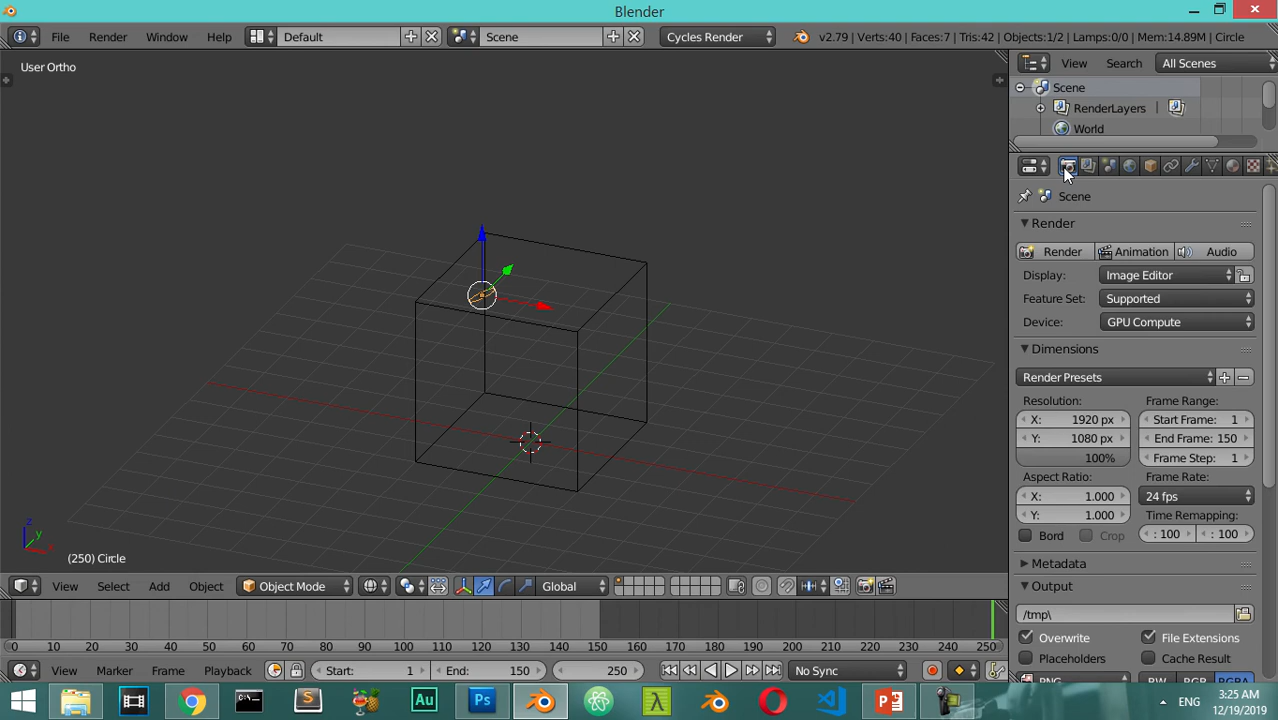 Blender
File Render Window Help Default Scene Cycles Render v2.79 | Verts:40 | Faces:7 | Tris:42 | Objects:1/2 | Lamps:0/0 | Mem:14.89M | Circle
User Ortho
View Search All Scenes
Scene
RenderLayers
World
Scene
Render
Render Animation Audio
Display: Image Editor
Feature Set: Supported
Device: GPU Compute
Dimensions
Render Presets
Resolution: Frame Range:
X: 1920 px Start Frame: 1
Y: 1080 px End Frame: 150
100% Frame Step: 1
Aspect Ratio: Frame Rate:
X: 1.000 24 fps
Y: 1.000 Time Remapping:
Bord Crop : 100 : 100
Metadata
Output
/tmp\
Overwrite File Extensions
Placeholders Cache Result
PNG BW RGB RGBA
z
y
x
(250) Circle
View Select Add Object Object Mode Global
0 10 20 30 40 50 60 70 80 90 100 110 120 130 140 150 160 170 180 190 200 210 220 230 240 250
View Marker Frame Playback Start: 1 End: 150 250 No Sync
Au Ps
ENG 3:25 AM
12/19/2019